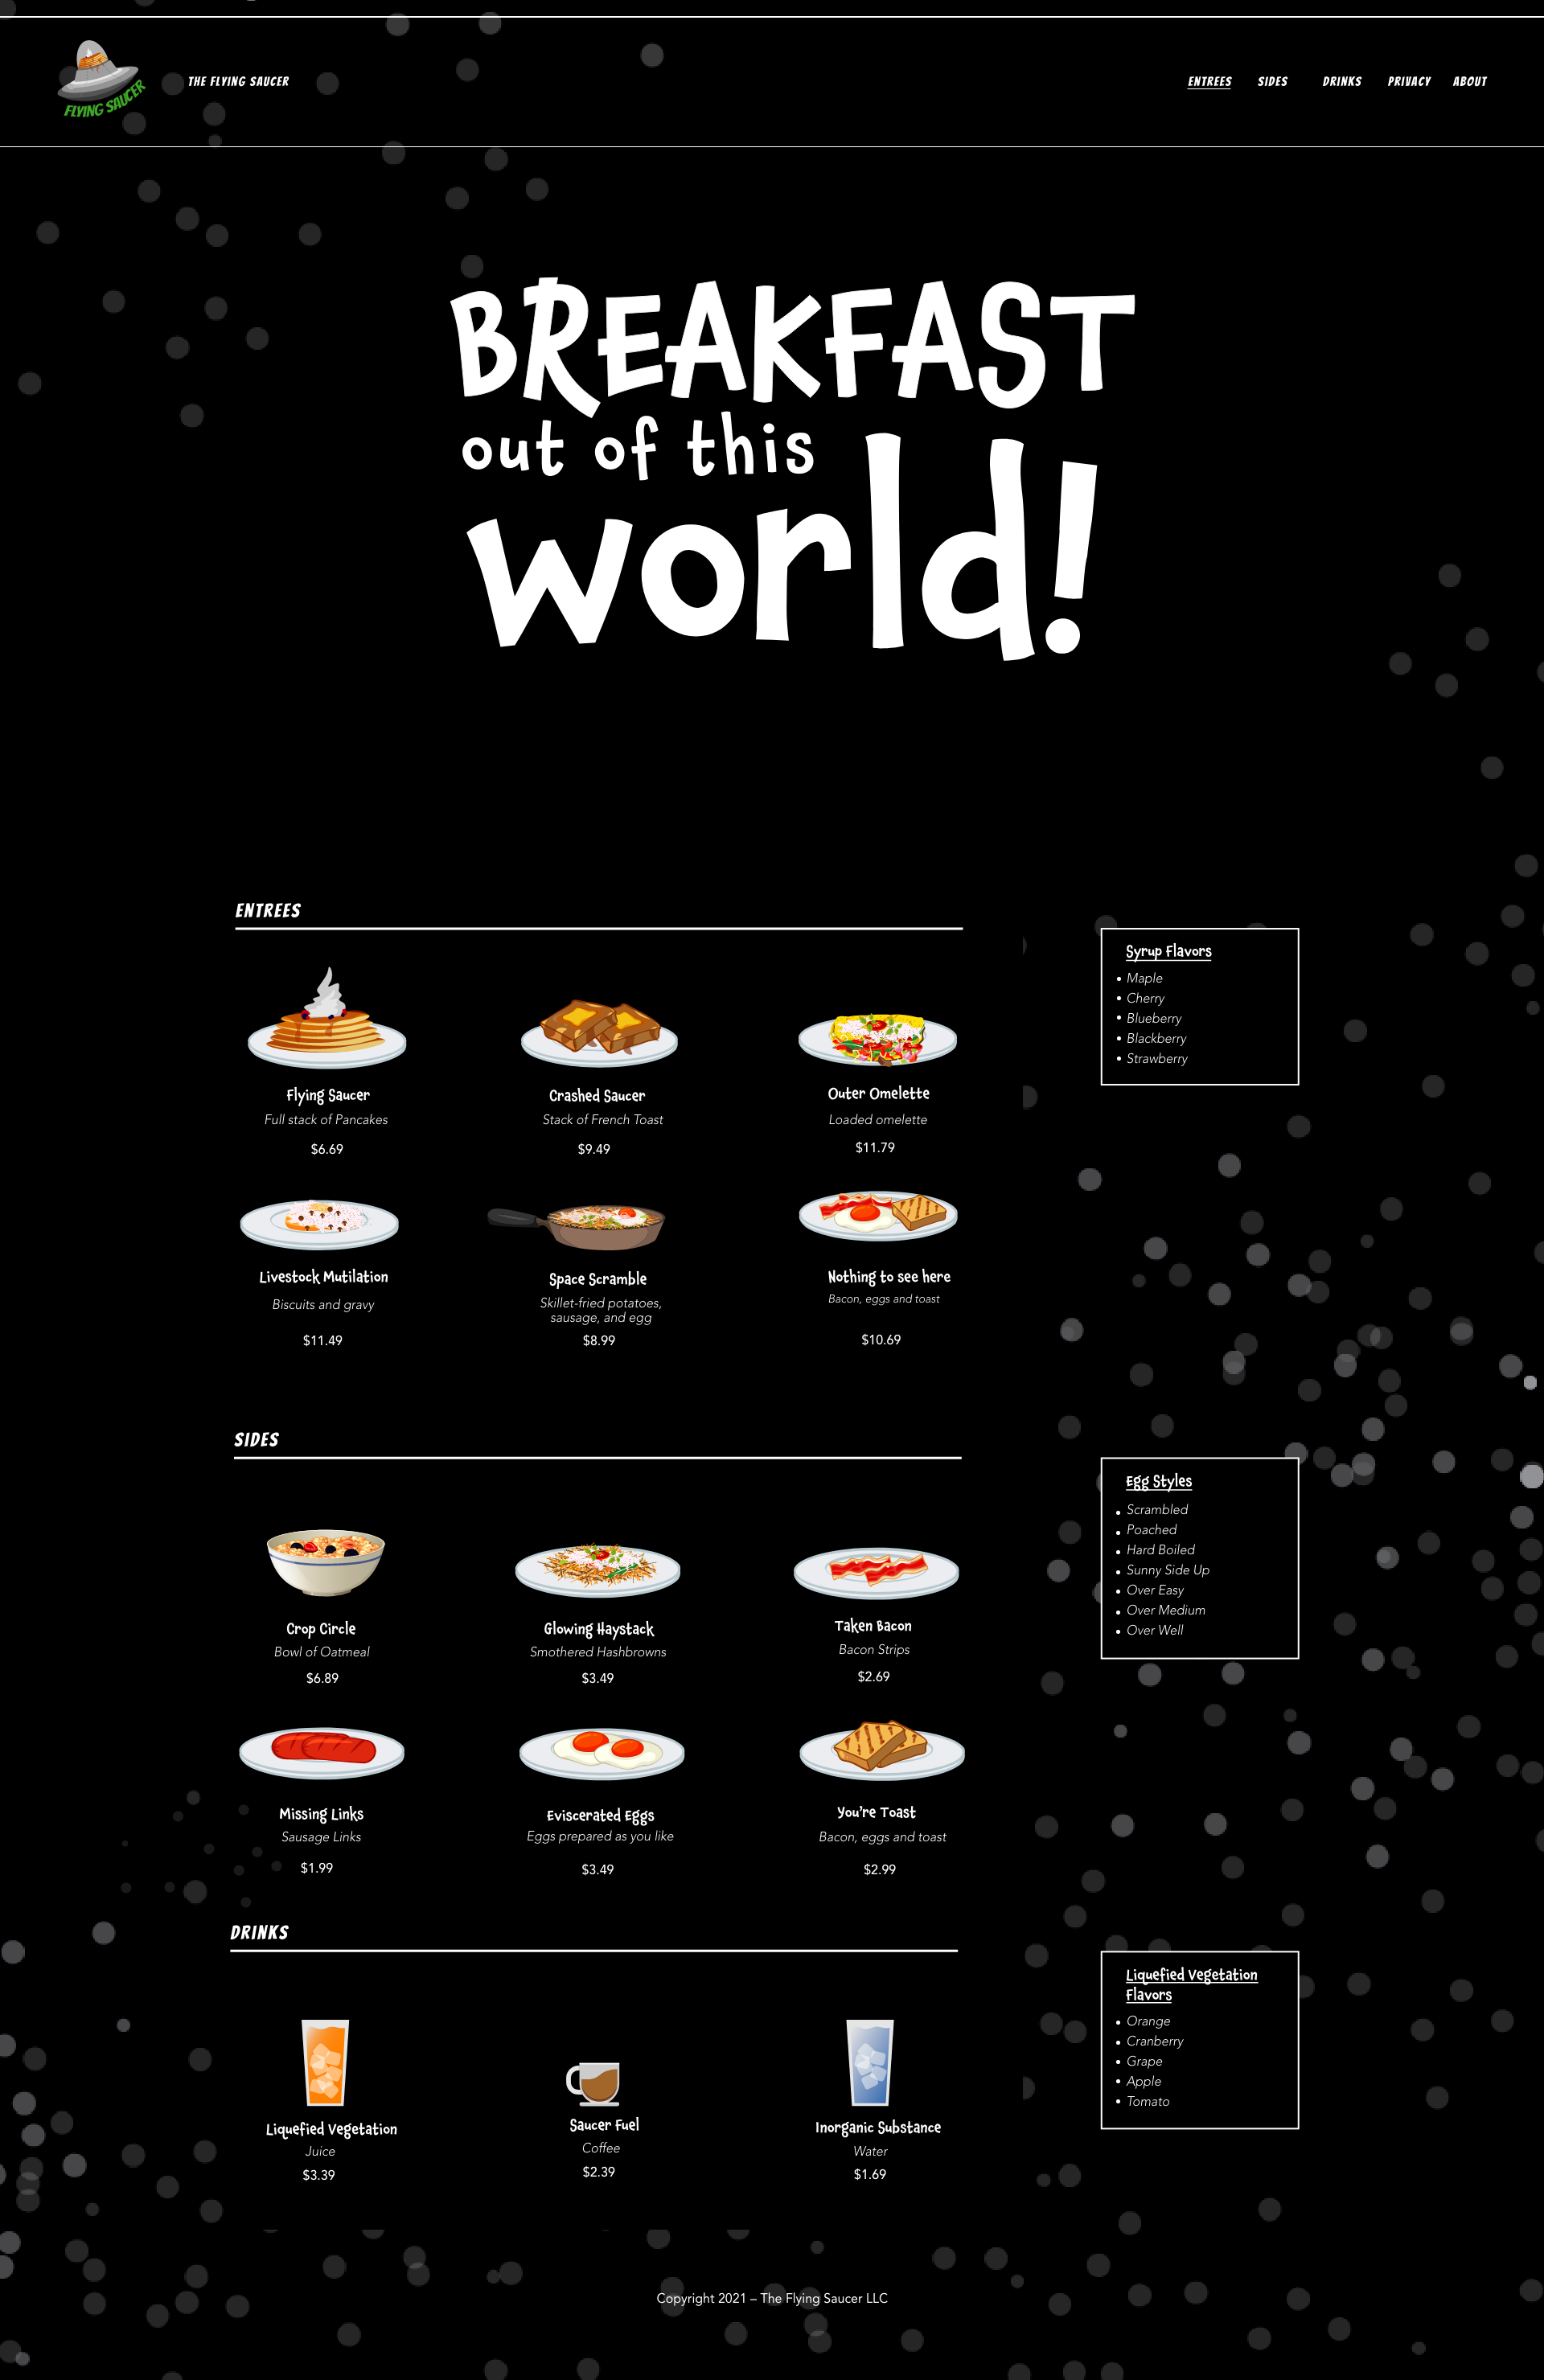 FLYING SAUCER
THE FLYING SAUCER
ENTREES
SIDES
DRINKS
PRIVACY
ABOUT
BREAKFAST
out of this
world!
ENTREES
Flying Saucer
Full stack of Pancakes
$6.69
Crashed Saucer
Stack of French Toast
$9.49
Outer Omelette
Loaded omelette
$11.79
Livestock Mutilation
Biscuits and gravy
$11.49
Space Scramble
Skillet-fried potatoes,
sausage, and egg
$8.99
Nothing to see here
Bacon, eggs and toast
$10.69
Syrup Flavors
• Maple
• Cherry
• Blueberry
• Blackberry
• Strawberry
SIDES
Crop Circle
Bowl of Oatmeal
$6.89
Glowing Haystack
Smothered Hashbrowns
$3.49
Taken Bacon
Bacon Strips
$2.69
Missing Links
Sausage Links
$1.99
Eviscerated Eggs
Eggs prepared as you like
$3.49
You're Toast
Bacon, eggs and toast
$2.99
Egg Styles
• Scrambled
• Poached
• Hard Boiled
• Sunny Side Up
• Over Easy
• Over Medium
• Over Well
DRINKS
Liquefied Vegetation
Juice
$3.39
Saucer Fuel
Coffee
$2.39
Inorganic Substance
Water
$1.69
Liquefied Vegetation
Flavors
• Orange
• Cranberry
• Grape
• Apple
• Tomato
Copyright 2021 – The Flying Saucer LLC